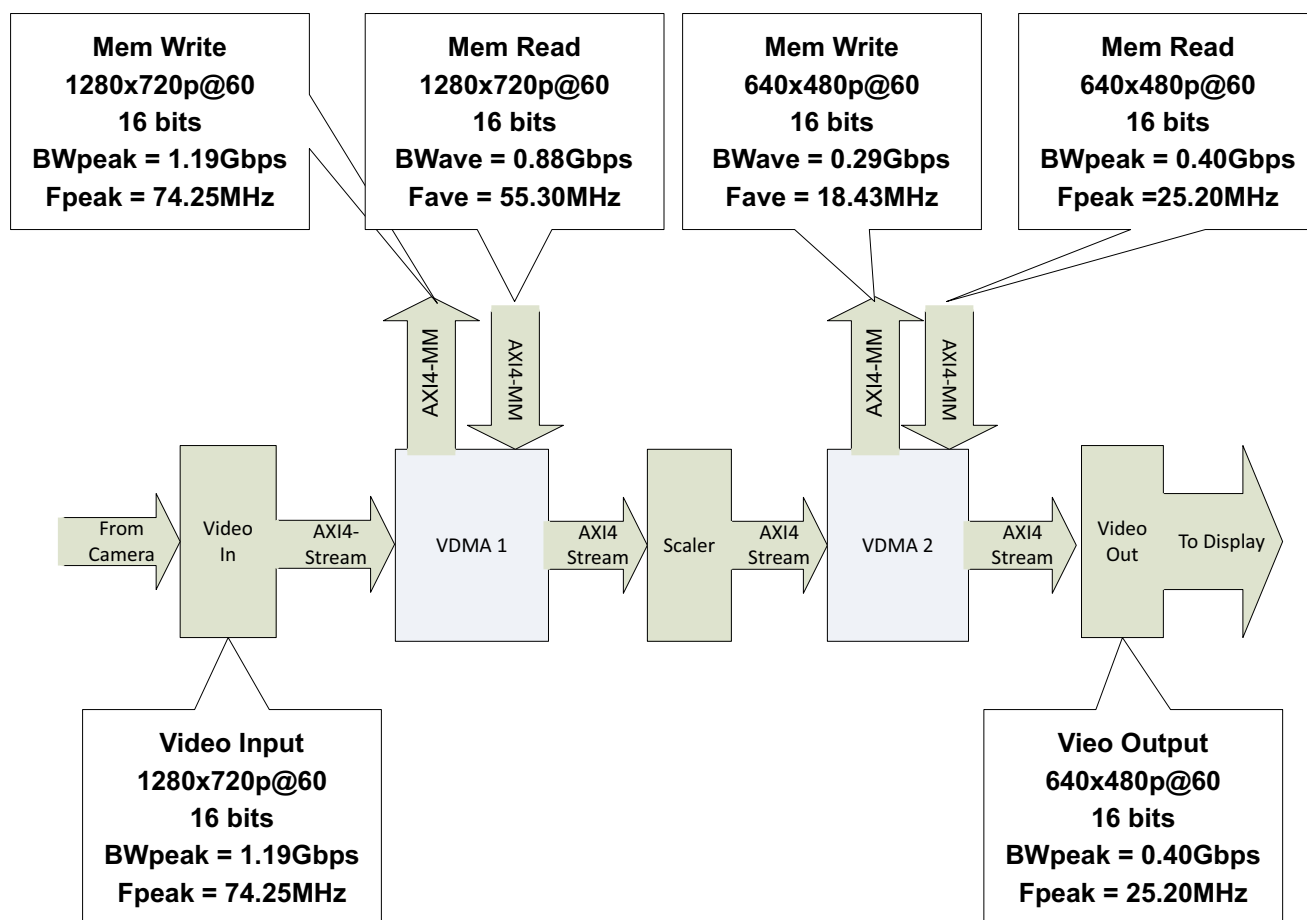 Mem Write
1280x720p@60
16 bits
BWpeak = 1.19Gbps
Fpeak = 74.25MHz
Mem Read
1280x720p@60
16 bits
BWave = 0.88Gbps
Fave = 55.30MHz
Mem Write
640x480p@60
16 bits
BWave = 0.29Gbps
Fave = 18.43MHz
Mem Read
640x480p@60
16 bits
BWpeak = 0.40Gbps
Fpeak =25.20MHz
AXI4-MM
AXI4-MM
AXI4-MM
AXI4-MM
From
Camera
Video
In
AXI4-
Stream
VDMA 1
AXI4
Stream
Scaler
AXI4
Stream
VDMA 2
AXI4
Stream
Video
Out
To Display
Video Input
1280x720p@60
16 bits
BWpeak = 1.19Gbps
Fpeak = 74.25MHz
Vieo Output
640x480p@60
16 bits
BWpeak = 0.40Gbps
Fpeak = 25.20MHz